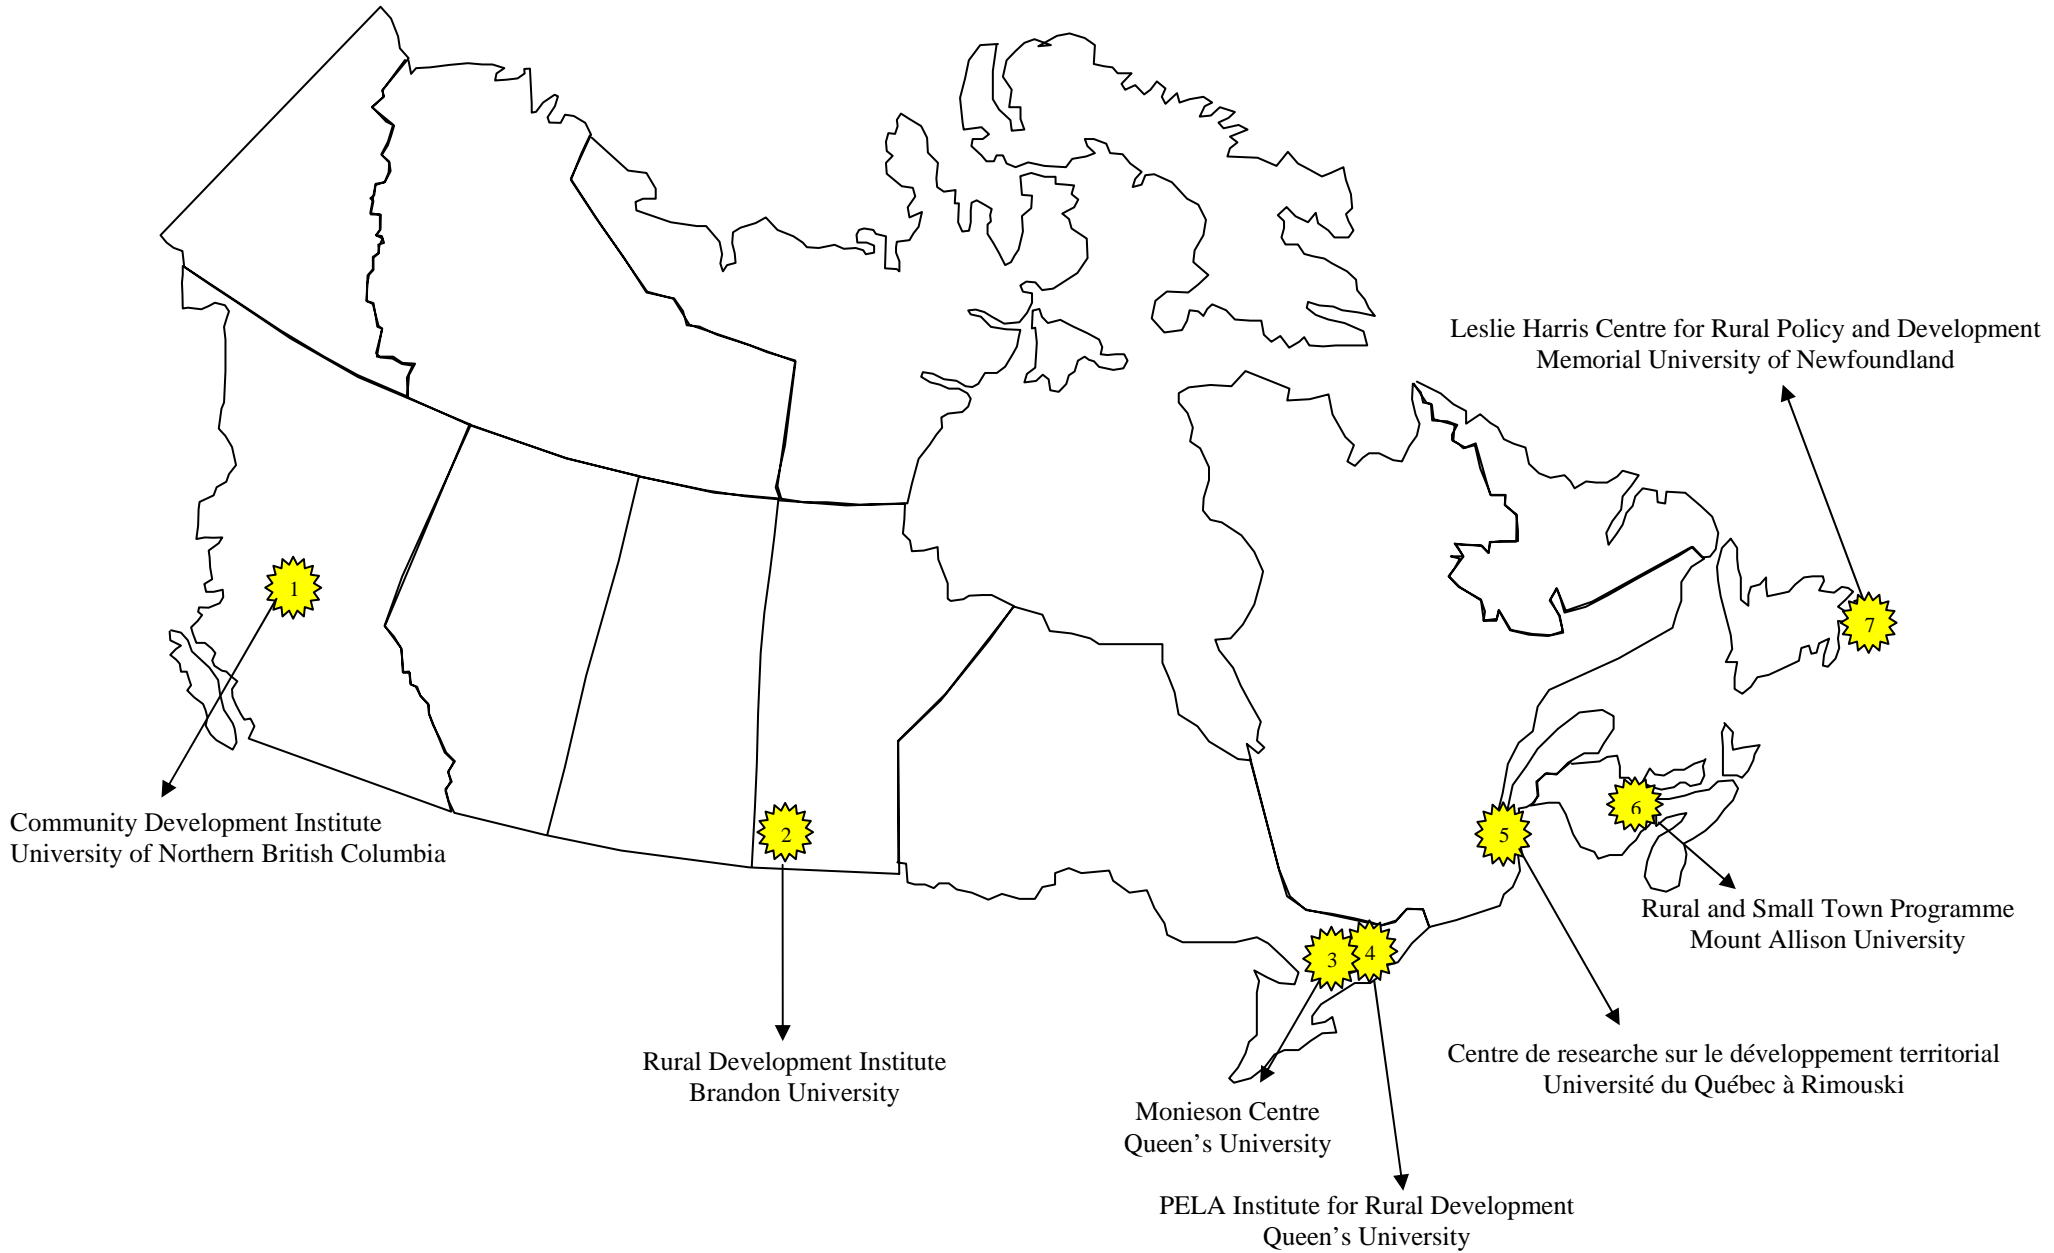 Leslie Harris Centre for Rural Policy and Development
Memorial University of Newfoundland
1
7
Community Development Institute
University of Northern British Columbia
2
5
6
Rural and Small Town Programme
Mount Allison University
3
4
Rural Development Institute
Brandon University
Centre de researche sur le développement territorial
Université du Québec à Rimouski
Monieson Centre
Queen’s University
PELA Institute for Rural Development
Queen’s University